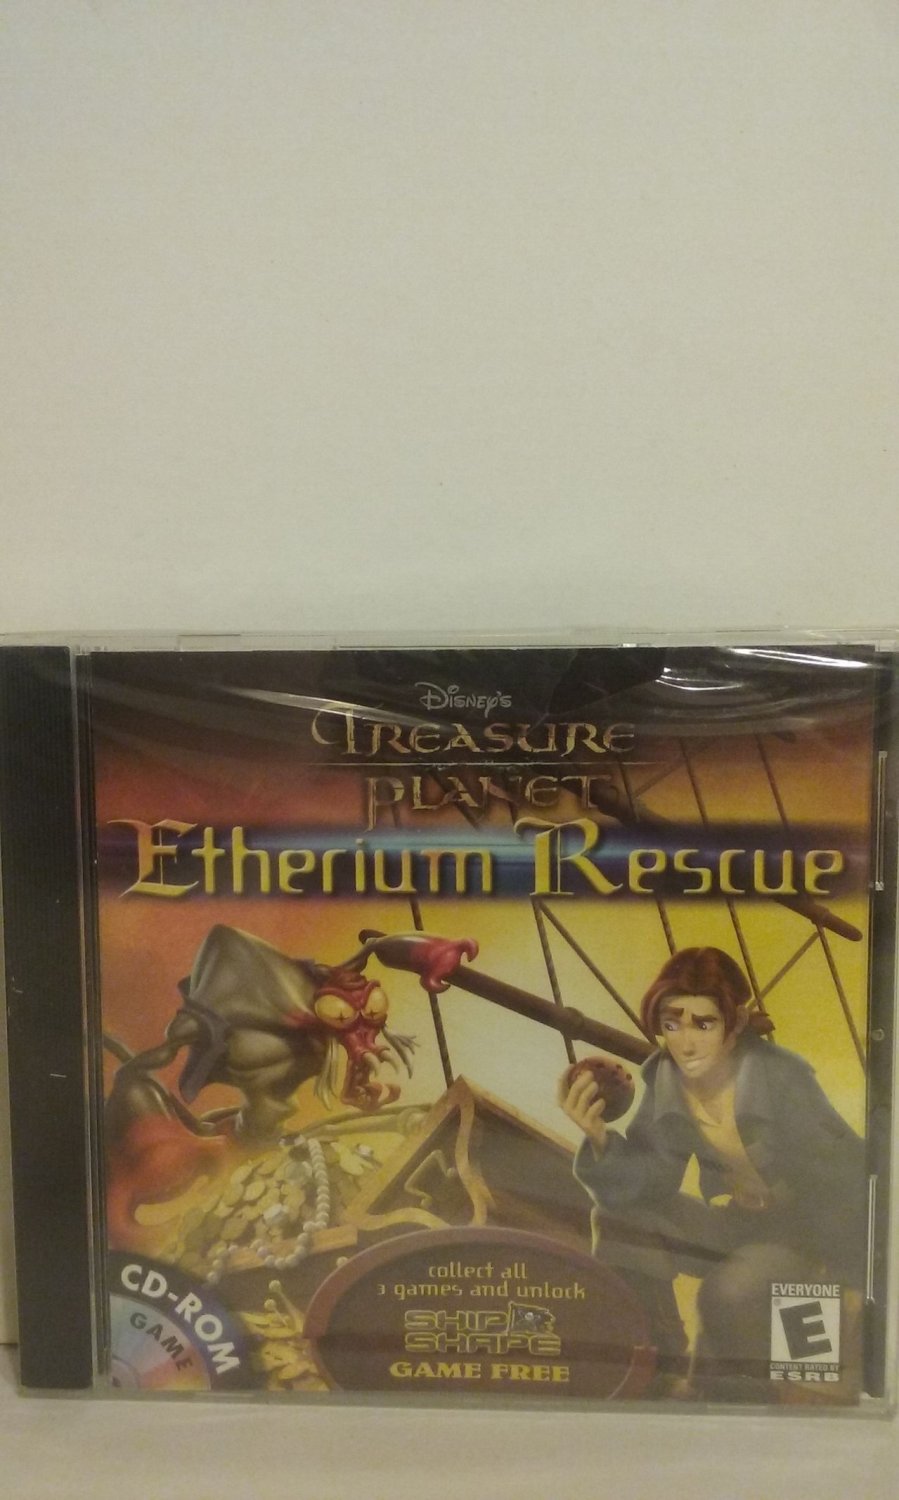 Disney's
Treasure
Planet
Etherium Rescue
collect all
3 games and unlock
SHIP
SHAPE
GAME FREE
CD-ROM
GAME
EVERYONE
E
CONTENT RATED BY
ESRB